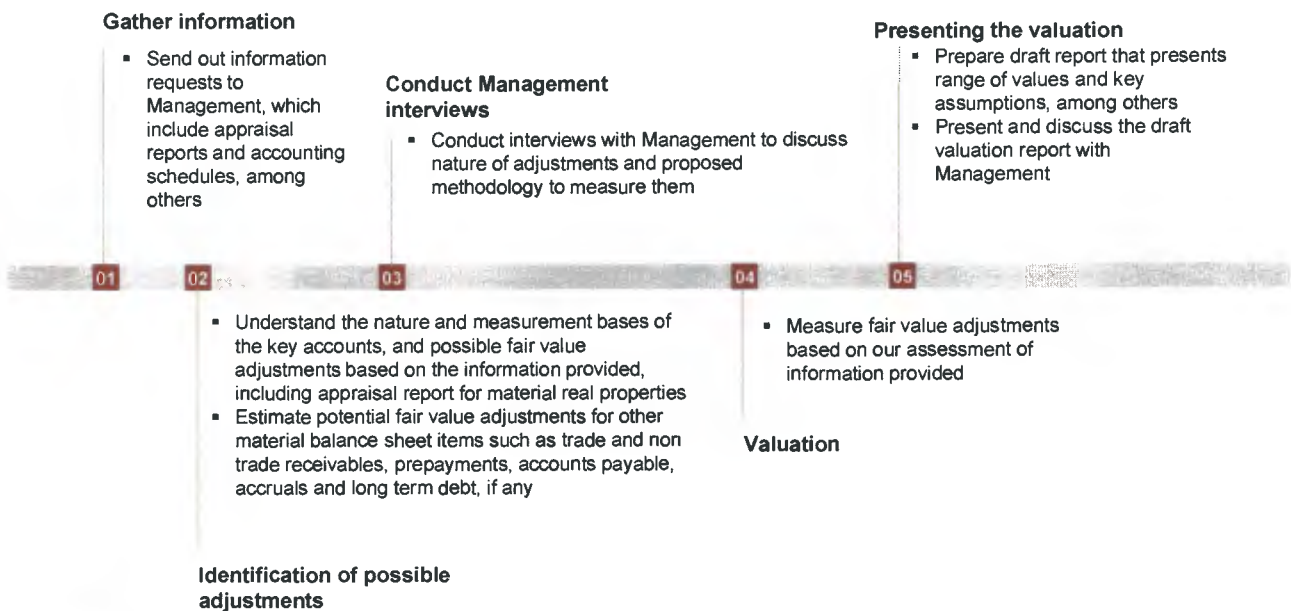 Gather information
▪ Send out information
requests to
Management, which
include appraisal
reports and accounting
schedules, among
others
Conduct Management
interviews
▪ Conduct interviews with Management to discuss
nature of adjustments and proposed
methodology to measure them
Presenting the valuation
▪ Prepare draft report that presents
range of values and key
assumptions, among others
▪ Present and discuss the draft
valuation report with
Management
01
02
03
04
05
▪ Understand the nature and measurement bases of
the key accounts, and possible fair value
adjustments based on the information provided,
including appraisal report for material real properties
▪ Estimate potential fair value adjustments for other
material balance sheet items such as trade and non
trade receivables, prepayments, accounts payable,
accruals and long term debt, if any
Identification of possible
adjustments
▪ Measure fair value adjustments
based on our assessment of
information provided
Valuation